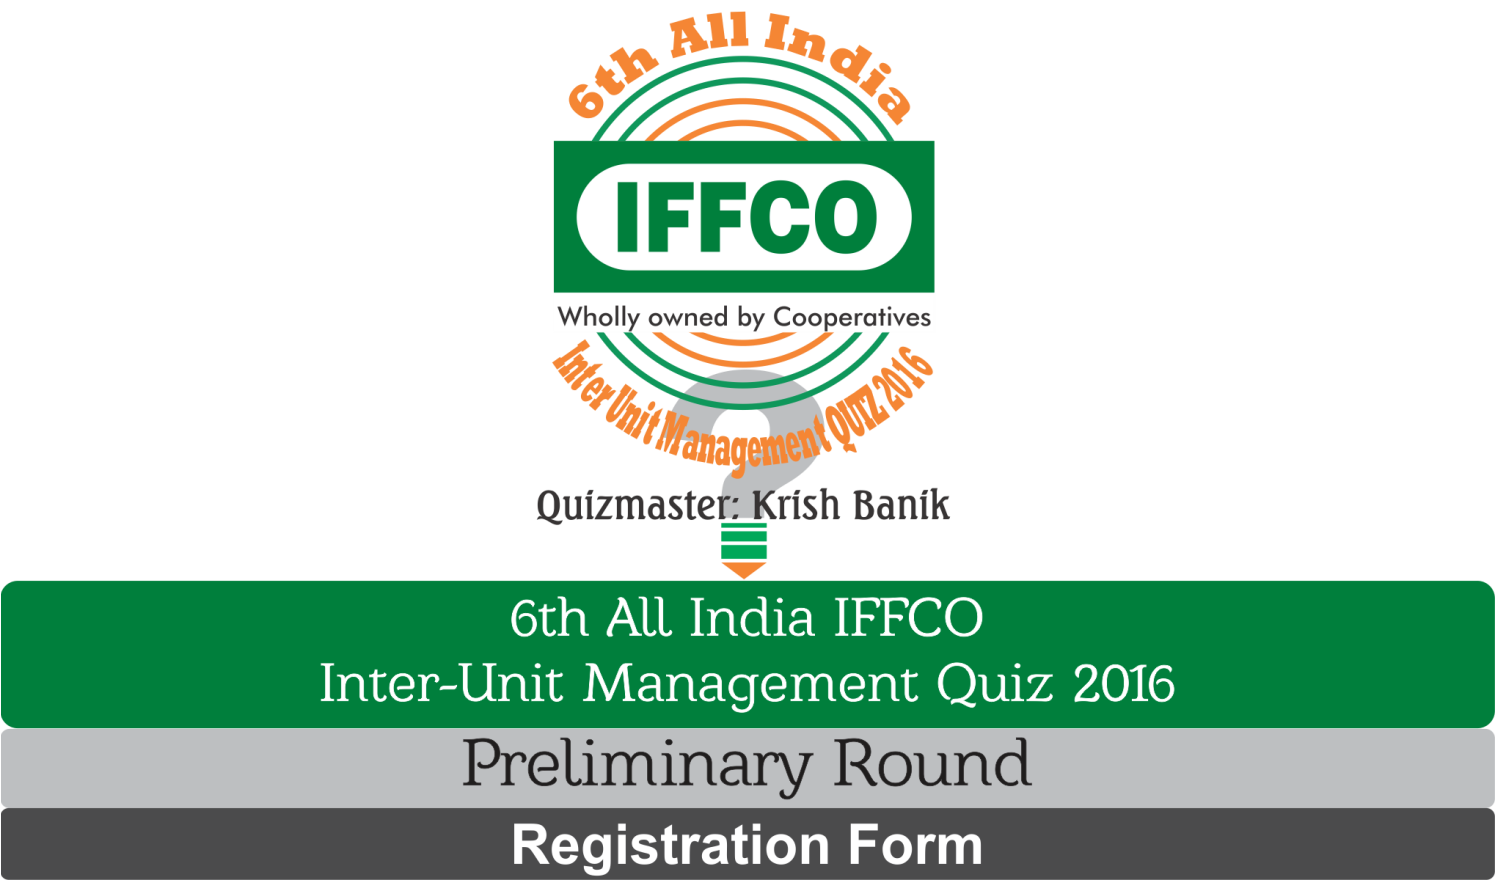 6th All India
IFFCO
Wholly owned by Cooperatives
Inter Unit Management QUIZ 2016
Quizmaster: Krish Banik
6th All India IFFCO
Inter-Unit Management Quiz 2016
Preliminary Round
Registration Form